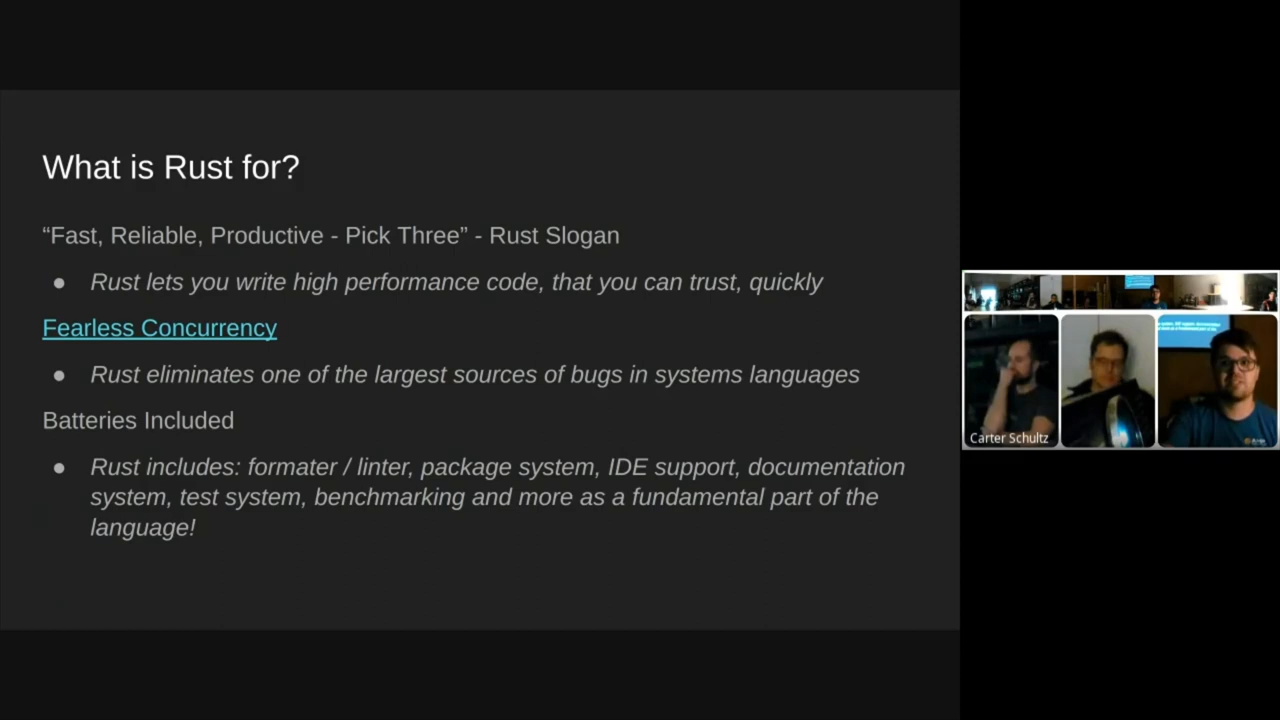 What is Rust for?
“Fast, Reliable, Productive - Pick Three” - Rust Slogan
● Rust lets you write high performance code, that you can trust, quickly
Fearless Concurrency
● Rust eliminates one of the largest sources of bugs in systems languages
Batteries Included
● Rust includes: formater / linter, package system, IDE support, documentation
system, test system, benchmarking and more as a fundamental part of the
language!
Carter Schultz